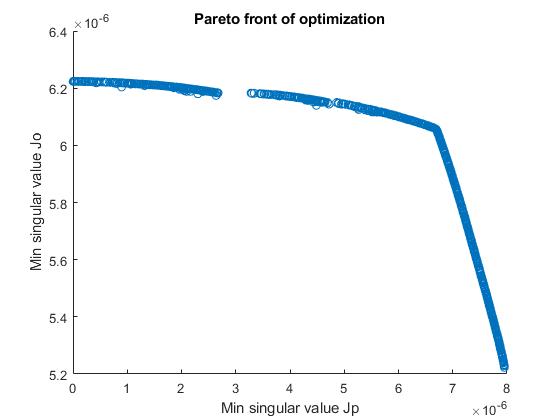 Pareto front of optimization
×10^-6
6.4
6.2
6
5.8
5.6
5.4
5.2
Min singular value Jo
0 1 2 3 4 5 6 7 8
Min singular value Jp
×10^-6